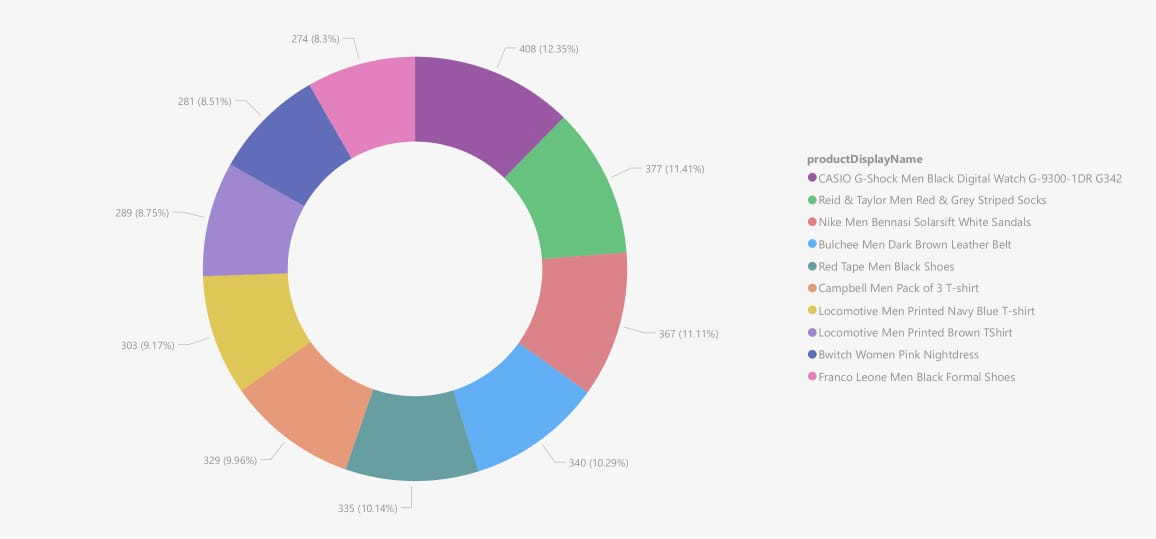 274 (8.3%)
408 (12.35%)
281 (8.51%)
377 (11.41%)
289 (8.75%)
367 (11.11%)
303 (9.17%)
340 (10.29%)
329 (9.96%)
335 (10.14%)
productDisplayName
CASIO G-Shock Men Black Digital Watch G-9300-1DR G342
Reid & Taylor Men Red & Grey Striped Socks
Nike Men Bennasi Solarsift White Sandals
Bulchee Men Dark Brown Leather Belt
Red Tape Men Black Shoes
Campbell Men Pack of 3 T-shirt
Locomotive Men Printed Navy Blue T-shirt
Locomotive Men Printed Brown TShirt
Bwitch Women Pink Nightdress
Franco Leone Men Black Formal Shoes